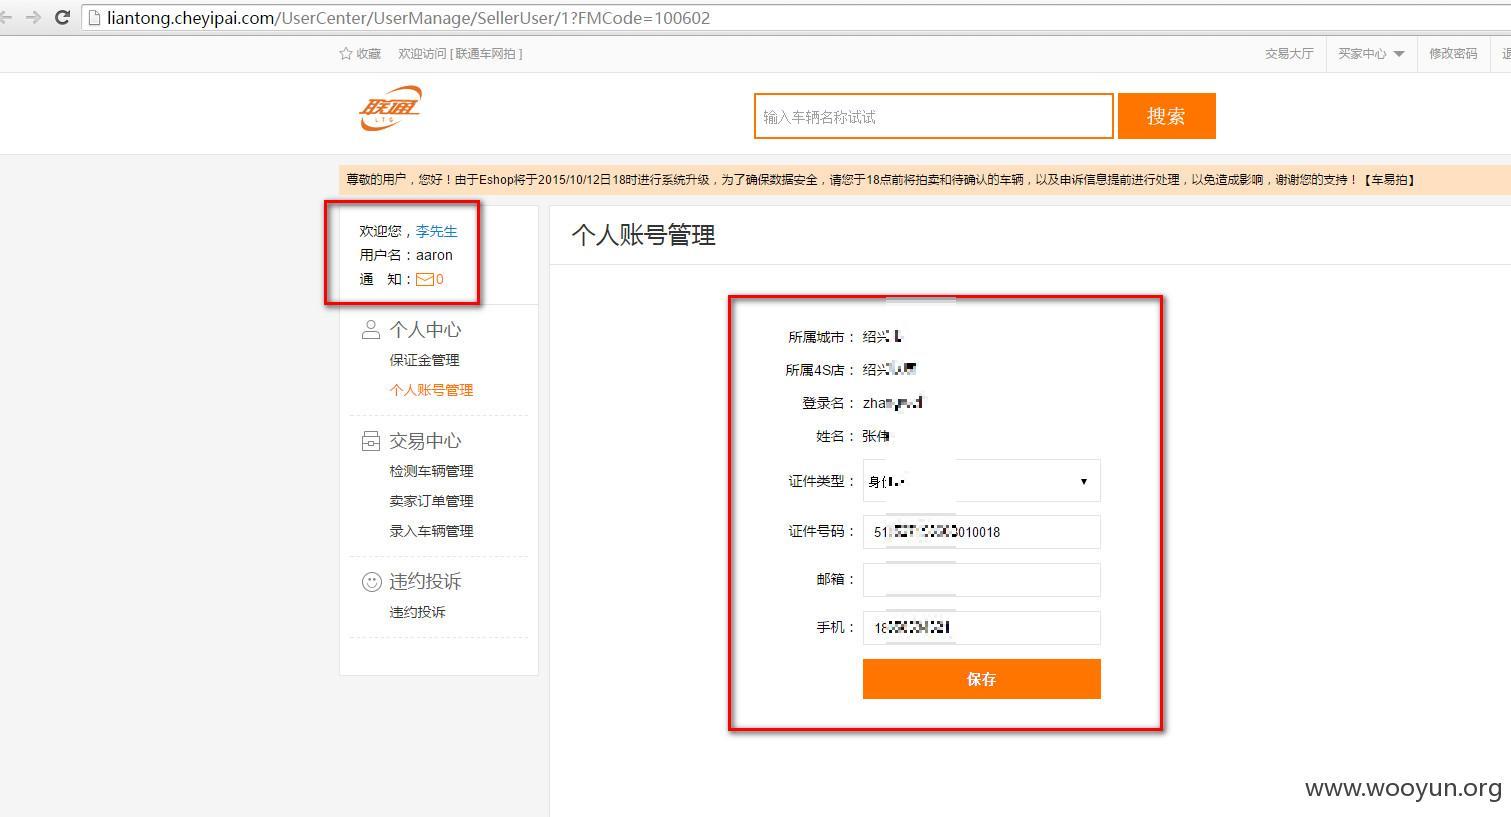 liantong.cheyipai.com/UserCenter/UserManage/SellerUser/1?FMCode=100602
收藏 欢迎访问 [ 联通车网拍 ] 交易大厅 买家中心 修改密码
联通
LTG
输入车辆名称试试 搜索
尊敬的用户，您好！由于Eshop将于2015/10/12日18时进行系统升级，为了确保数据安全，请您于18点前将拍卖和待确认的车辆，以及申诉信息提前进行处理，以免造成影响，谢谢您的支持！【车易拍】
欢迎您，李先生
用户名：aaron
通 知：0
个人中心
保证金管理
个人账号管理
交易中心
检测车辆管理
卖家订单管理
录入车辆管理
违约投诉
违约投诉
个人账号管理
所属城市： 绍兴
所属4S店： 绍兴
登录名： zha
姓名： 张伟
证件类型： 身
证件号码： 51 010018
邮箱：
手机： 18
保存
www.wooyun.org